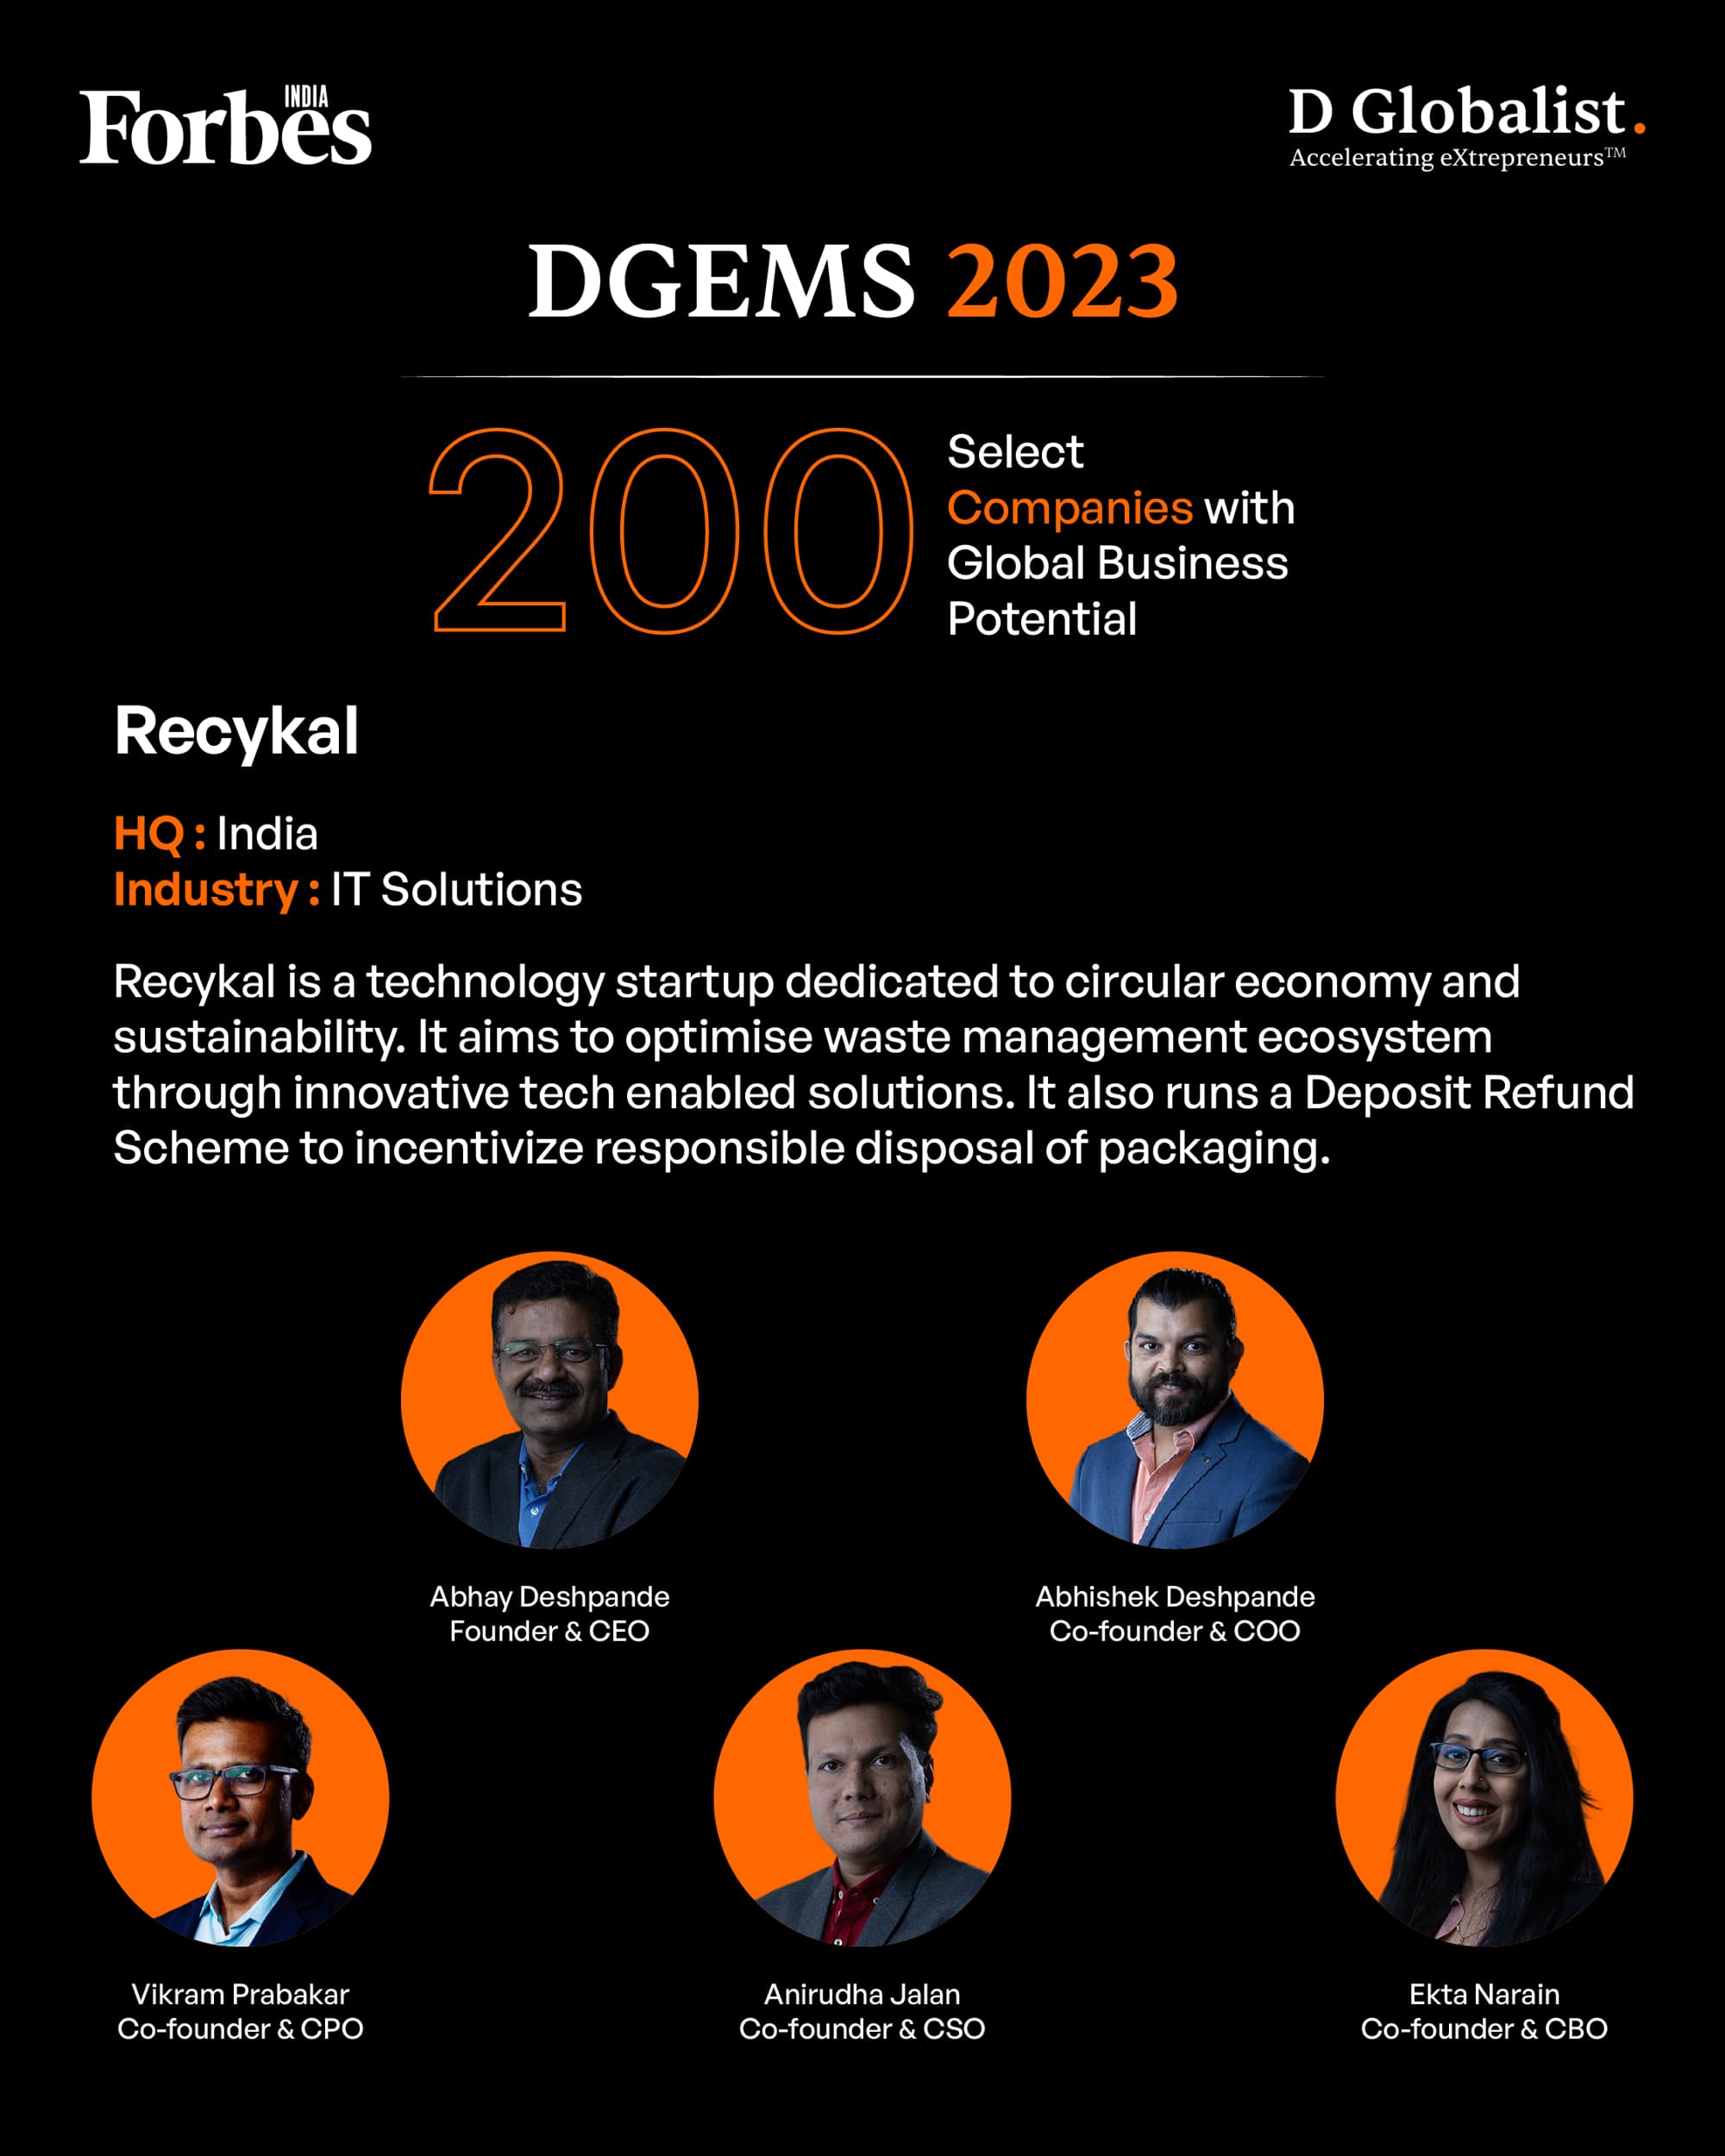 Forbes INDIA
D Globalist.
Accelerating eXtrepreneurs™
DGEMS 2023
200
Select
Companies with
Global Business
Potential
Recykal
HQ : India
Industry : IT Solutions
Recykal is a technology startup dedicated to circular economy and
sustainability. It aims to optimise waste management ecosystem
through innovative tech enabled solutions. It also runs a Deposit Refund
Scheme to incentivize responsible disposal of packaging.
Abhay Deshpande
Founder & CEO
Abhishek Deshpande
Co-founder & COO
Vikram Prabakar
Co-founder & CPO
Anirudha Jalan
Co-founder & CSO
Ekta Narain
Co-founder & CBO